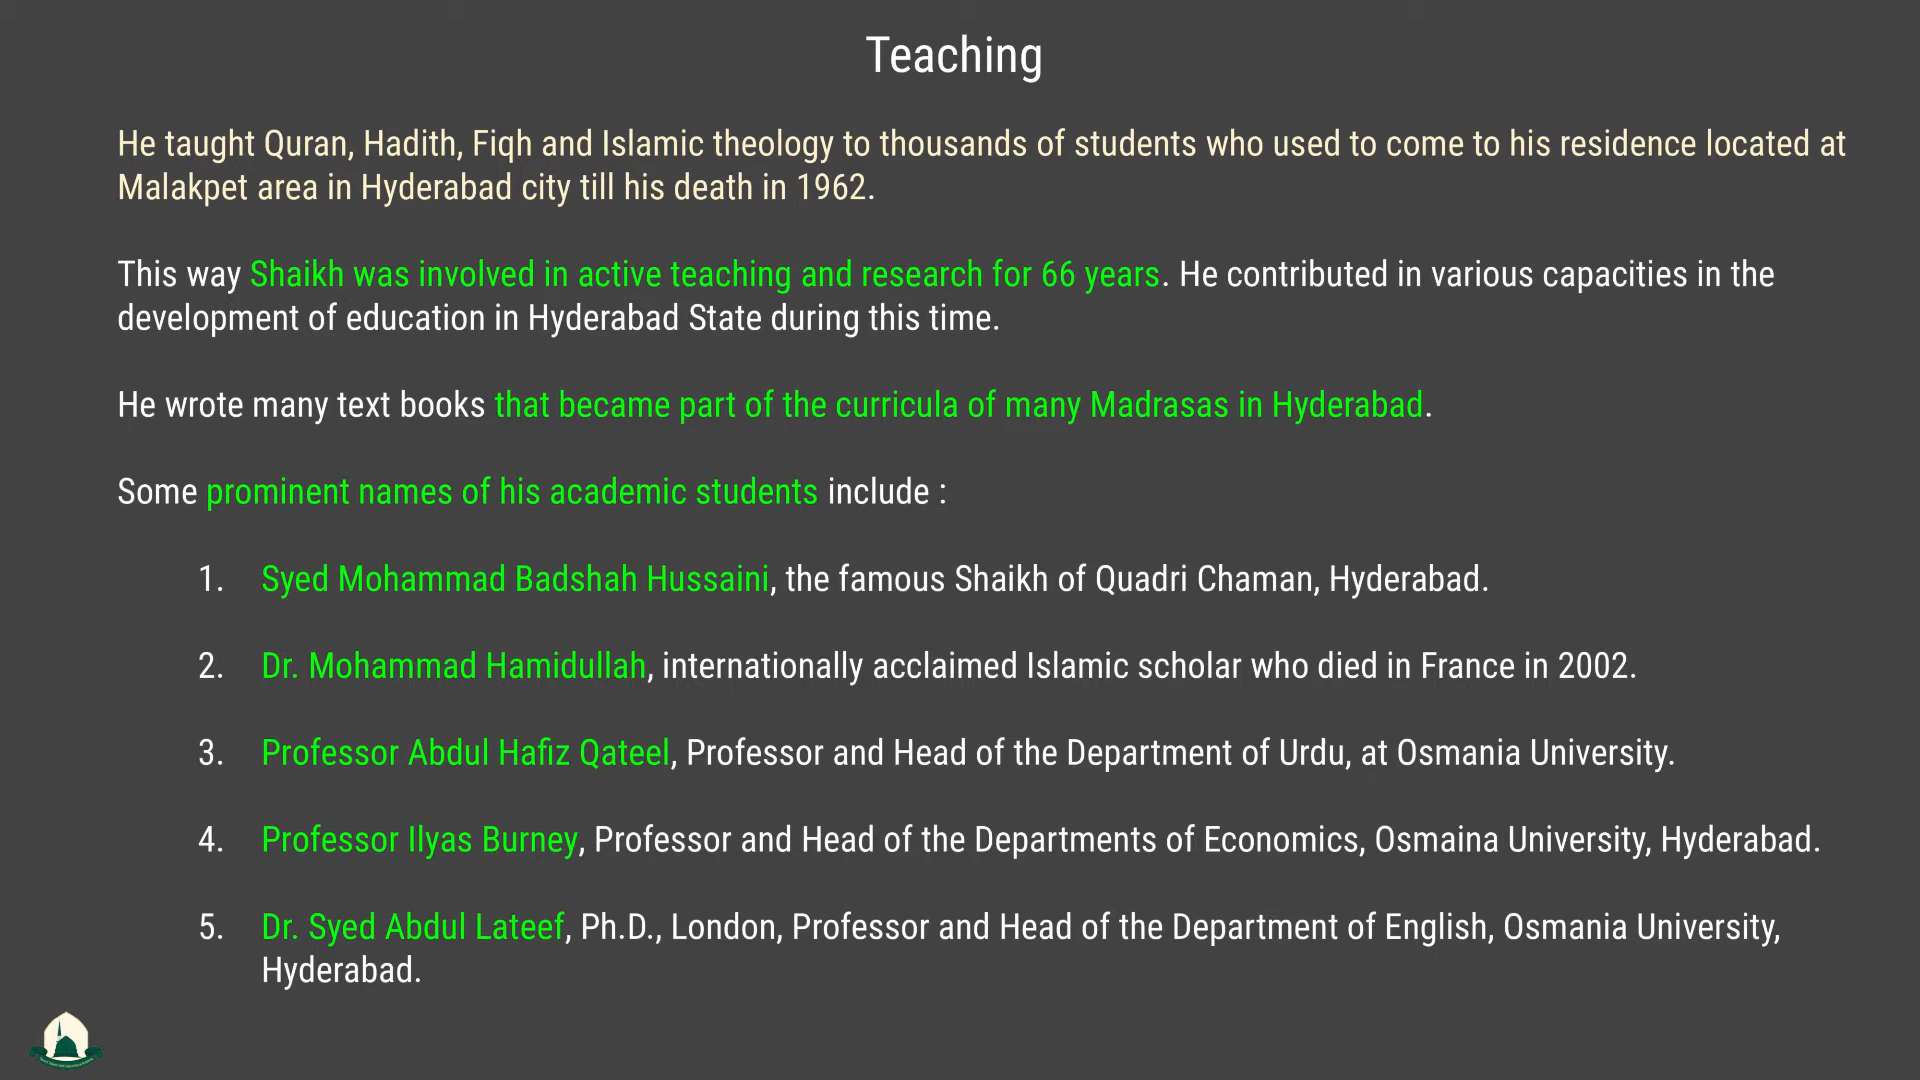 Teaching
He taught Quran, Hadith, Fiqh and Islamic theology to thousands of students who used to come to his residence located at
Malakpet area in Hyderabad city till his death in 1962.
This way Shaikh was involved in active teaching and research for 66 years. He contributed in various capacities in the
development of education in Hyderabad State during this time.
He wrote many text books that became part of the curricula of many Madrasas in Hyderabad.
Some prominent names of his academic students include :
1. Syed Mohammad Badshah Hussaini, the famous Shaikh of Quadri Chaman, Hyderabad.
2. Dr. Mohammad Hamidullah, internationally acclaimed Islamic scholar who died in France in 2002.
3. Professor Abdul Hafiz Qateel, Professor and Head of the Department of Urdu, at Osmania University.
4. Professor Ilyas Burney, Professor and Head of the Departments of Economics, Osmaina University, Hyderabad.
5. Dr. Syed Abdul Lateef, Ph.D., London, Professor and Head of the Department of English, Osmania University,
Hyderabad.